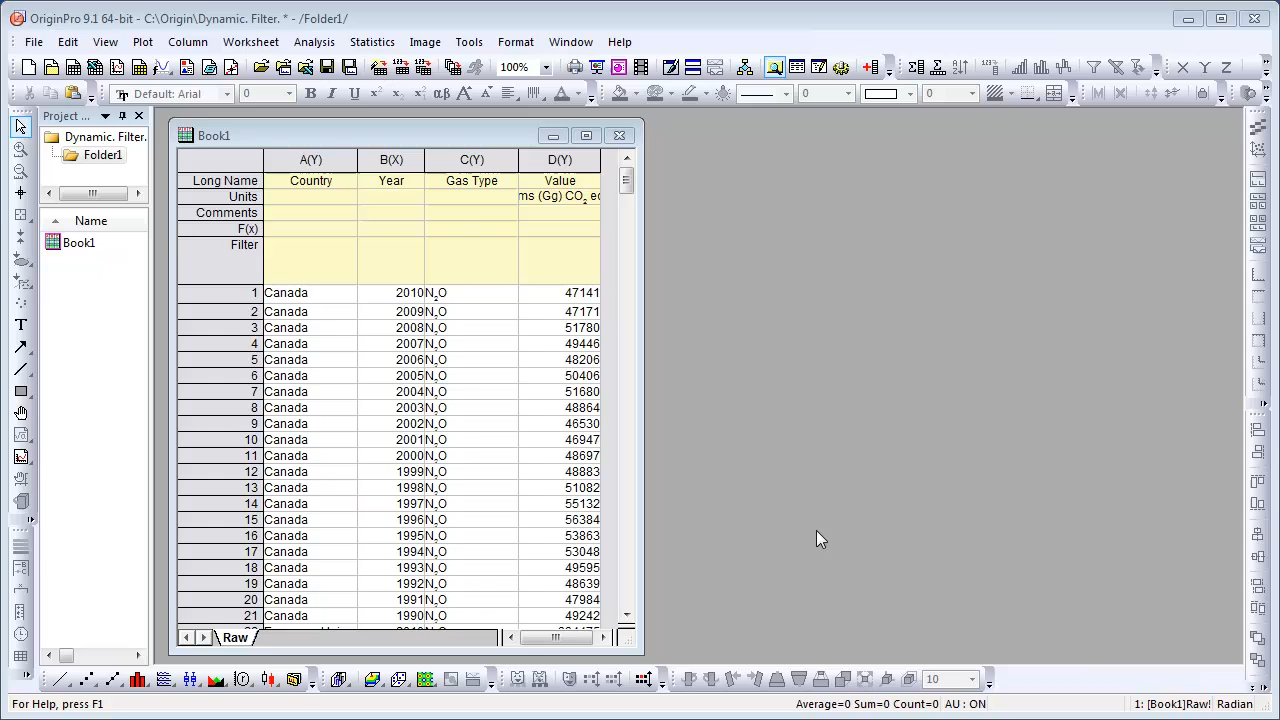 OriginPro 9.1 64-bit - C:\Origin\Dynamic. Filter. * - /Folder1/
File Edit View Plot Column Worksheet Analysis Statistics Image Tools Format Window Help
100%
Default: Arial 0 B I U 0 0
Project ...
Dynamic. Filter.
Folder1
Name
Book1
Book1
A(Y) B(X) C(Y) D(Y)
Long Name Country Year Gas Type Value
Units ms (Gg) CO₂ ec
Comments
F(x)
Filter
1 Canada 2010 N₂O 47141
2 Canada 2009 N₂O 47171
3 Canada 2008 N₂O 51780
4 Canada 2007 N₂O 49446
5 Canada 2006 N₂O 48206
6 Canada 2005 N₂O 50406
7 Canada 2004 N₂O 51680
8 Canada 2003 N₂O 48864
9 Canada 2002 N₂O 46530
10 Canada 2001 N₂O 46947
11 Canada 2000 N₂O 48697
12 Canada 1999 N₂O 48883
13 Canada 1998 N₂O 51082
14 Canada 1997 N₂O 55132
15 Canada 1996 N₂O 56384
16 Canada 1995 N₂O 53863
17 Canada 1994 N₂O 53048
18 Canada 1993 N₂O 49595
19 Canada 1992 N₂O 48639
20 Canada 1991 N₂O 47984
21 Canada 1990 N₂O 49242
Raw
10
For Help, press F1 Average=0 Sum=0 Count=0 AU : ON 1: [Book1]Raw! Radian